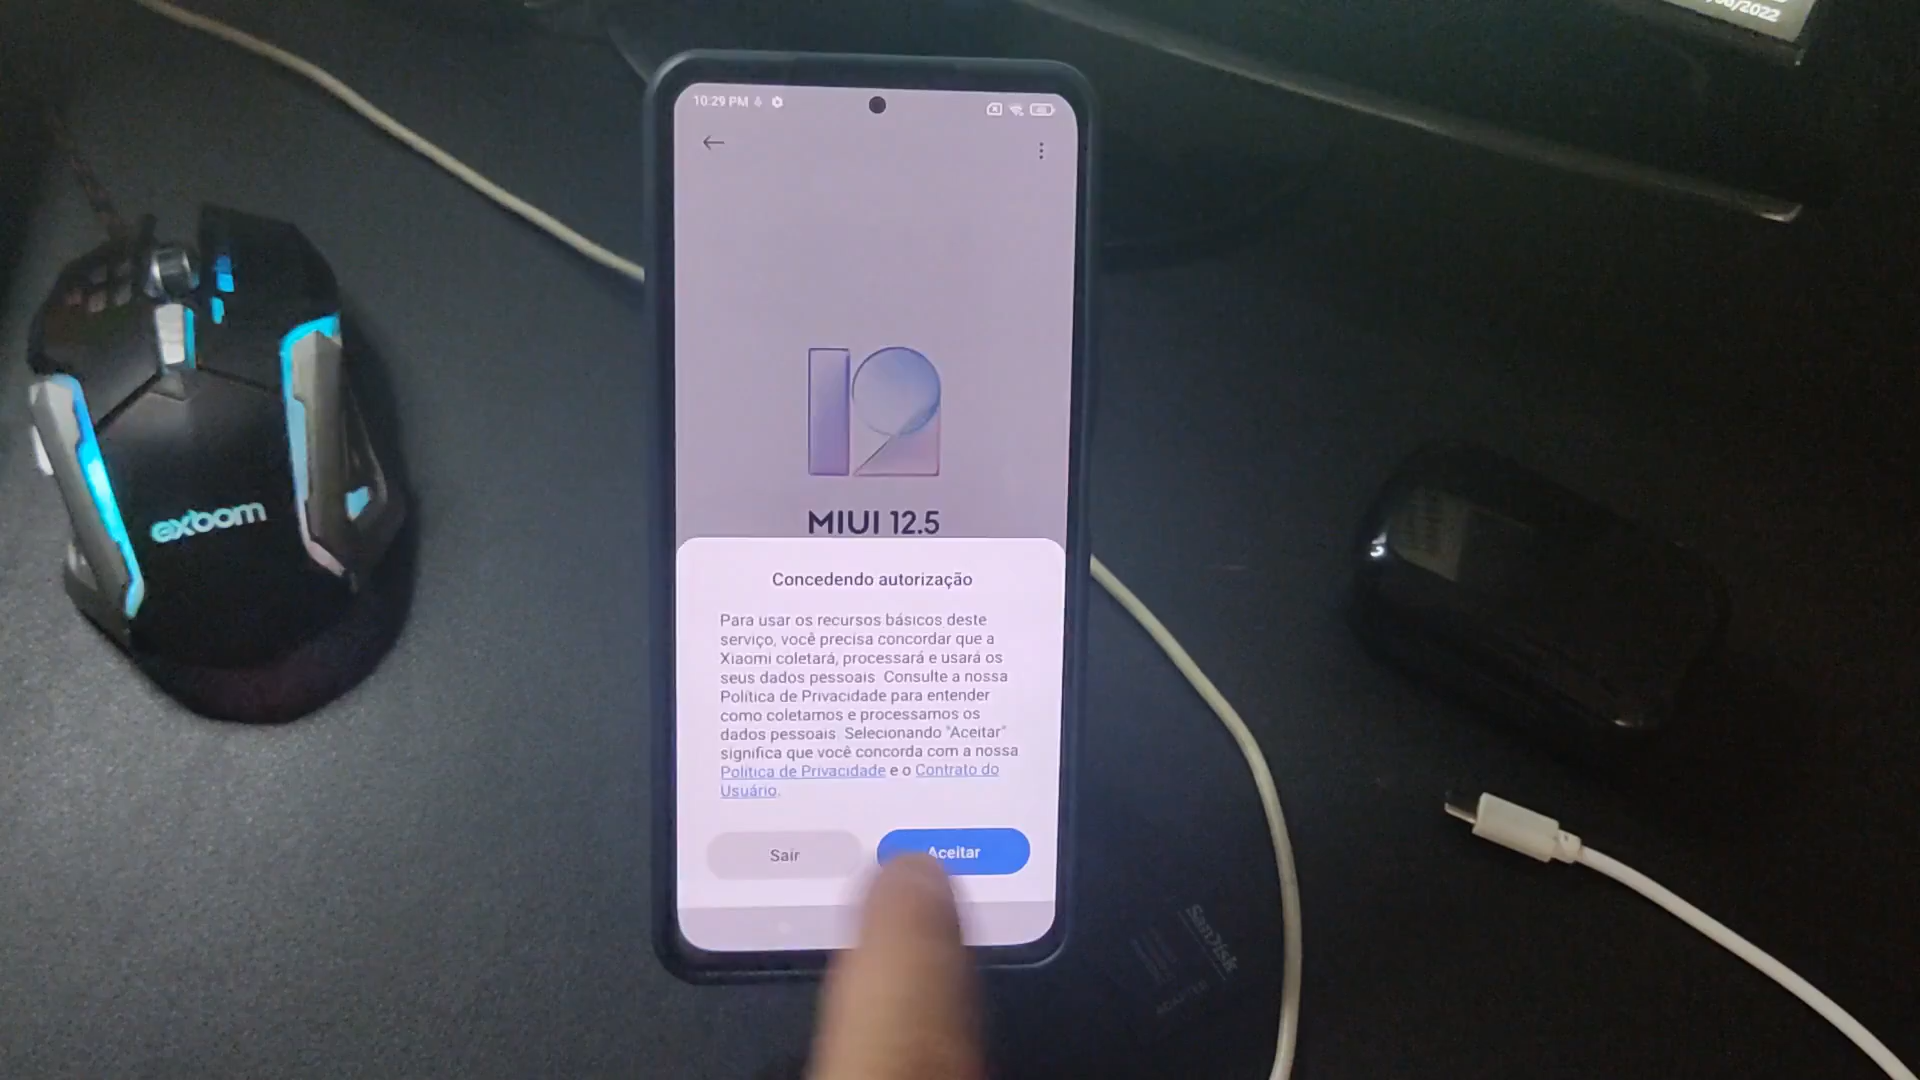 /2022
10:29 PM
12
MIUI 12.5
Concedendo autorização
Para usar os recursos básicos deste
serviço, você precisa concordar que a
Xiaomi coletará, processará e usará os
seus dados pessoais. Consulte a nossa
Política de Privacidade para entender
como coletamos e processamos os
dados pessoais. Selecionando "Aceitar"
significa que você concorda com a nossa
Política de Privacidade e o Contrato do
Usuário.
Sair
Aceitar
exbom
SanDisk
ADAPTER